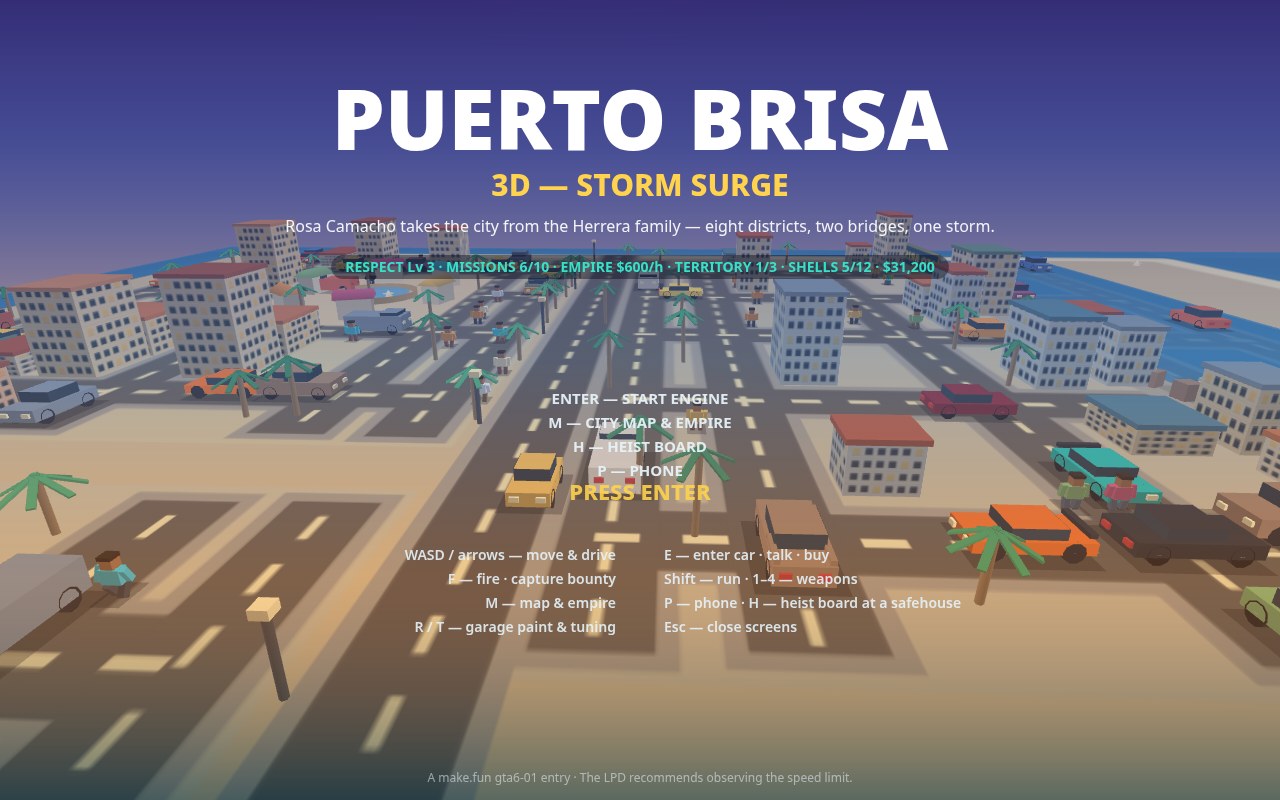 PUERTO BRISA
3D — STORM SURGE
Rosa Camacho takes the city from the Herrera family — eight districts, two bridges, one storm.
RESPECT Lv 3 · MISSIONS 6/10 · EMPIRE $600/h · TERRITORY 1/3 · SHELLS 5/12 · $31,200
ENTER — START ENGINE
M — CITY MAP & EMPIRE
H — HEIST BOARD
P — PHONE
PRESS ENTER
WASD / arrows — move & drive
F — fire · capture bounty
M — map & empire
R / T — garage paint & tuning
E — enter car · talk · buy
Shift — run · 1–4 — weapons
P — phone · H — heist board at a safehouse
Esc — close screens
A make.fun gta6-01 entry · The LPD recommends observing the speed limit.